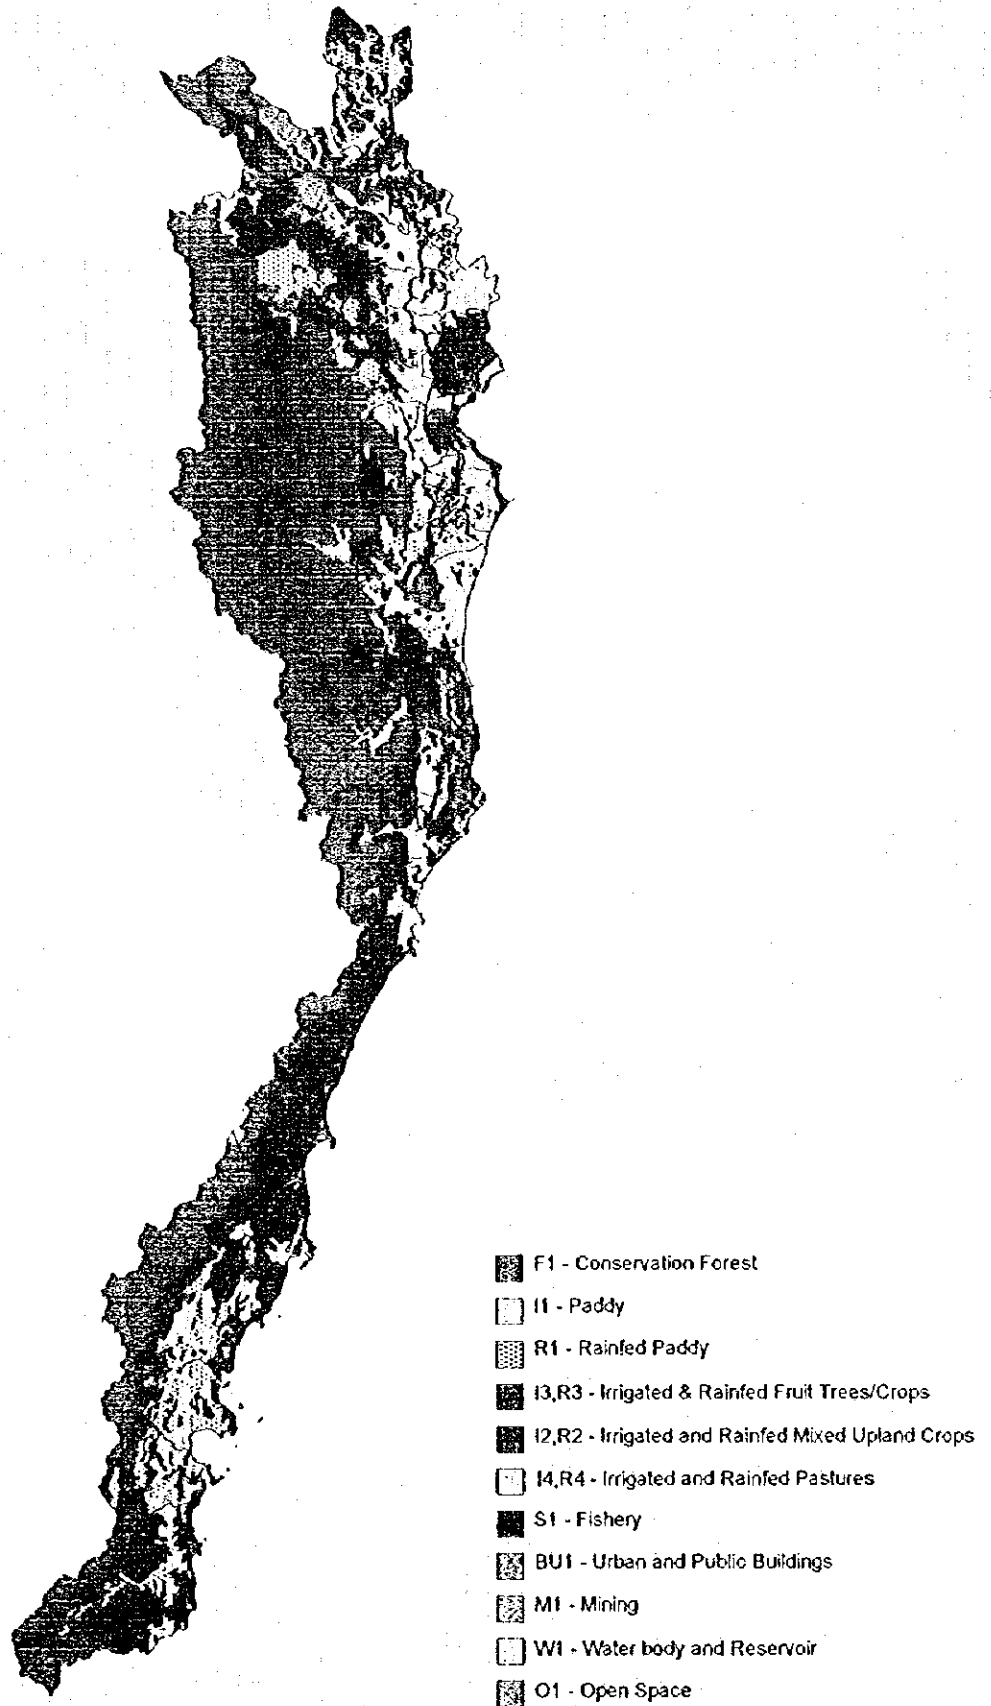 F1 - Conservation Forest
I1 - Paddy
R1 - Rainfed Paddy
I3,R3 - Irrigated & Rainfed Fruit Trees/Crops
I2,R2 - Irrigated and Rainfed Mixed Upland Crops
I4,R4 - Irrigated and Rainfed Pastures
S1 - Fishery
BU1 - Urban and Public Buildings
M1 - Mining
W1 - Water body and Reservoir
O1 - Open Space